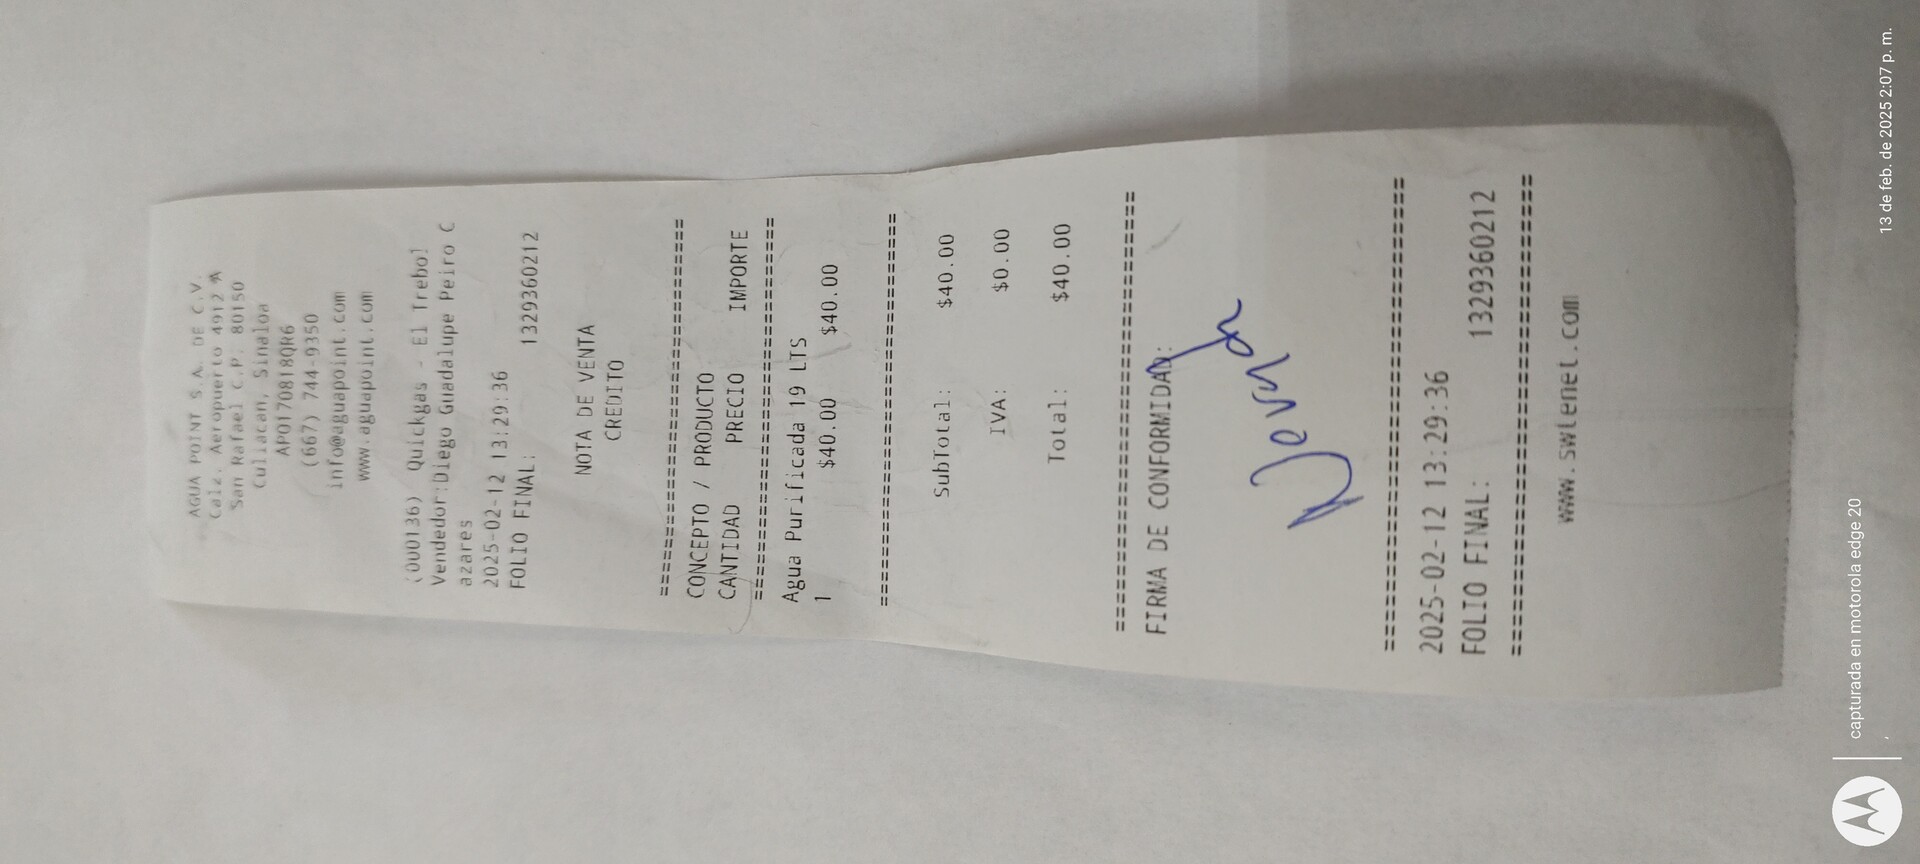 AGUA POINT S.A. DE C.V.
Calz. Aeropuerto 4912 A
San Rafael C.P. 80150
Culiacan, Sinaloa
APO170818QR6
(667) 744-9350
info@aguapoint.com
www.aguapoint.com
(000136) Quickgas - El Trebol
Vendedor:Diego Guadalupe Peiro C
azares
2025-02-12 13:29:36
FOLIO FINAL: 1329360212
NOTA DE VENTA
CREDITO
================================
CONCEPTO / PRODUCTO
CANTIDAD PRECIO IMPORTE
================================
Agua Purificada 19 LTS
1 $40.00 $40.00
================================
SubTotal: $40.00
IVA: $0.00
Total: $40.00
================================
FIRMA DE CONFORMIDAD:
================================
2025-02-12 13:29:36
FOLIO FINAL: 1329360212
================================
www.swlenet.com
capturada en motorola edge 20
13 de feb. de 2025 2:07 p. m.